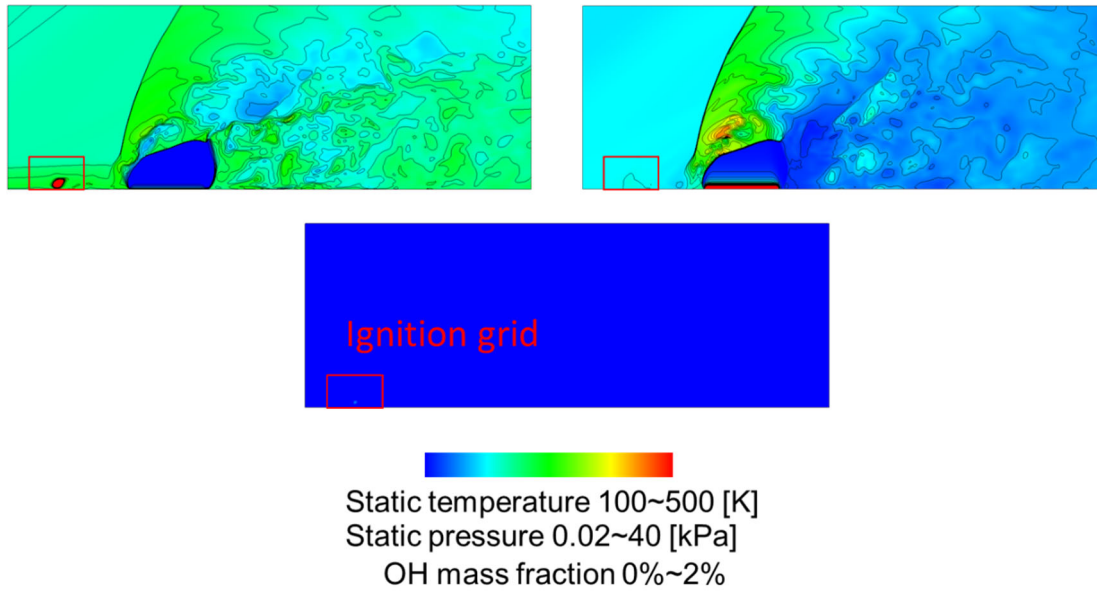 Ignition grid
Static temperature 100~500 [K]
Static pressure 0.02~40 [kPa]
OH mass fraction 0%~2%